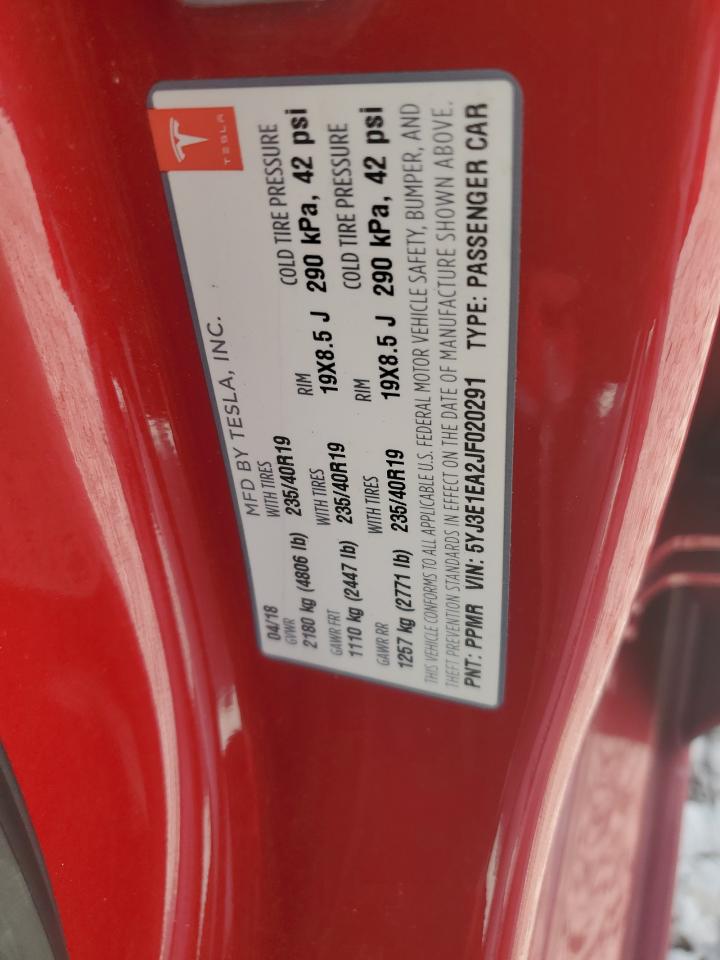 TESLA
MFD BY TESLA, INC.
04/18
GVWR WITH TIRES RIM COLD TIRE PRESSURE
2180 kg (4806 lb) 235/40R19 19X8.5 J 290 kPa, 42 psi
GAWR FRT WITH TIRES RIM COLD TIRE PRESSURE
1110 kg (2447 lb) 235/40R19 19X8.5 J 290 kPa, 42 psi
GAWR RR WITH TIRES
1257 kg (2771 lb) 235/40R19
THIS VEHICLE CONFORMS TO ALL APPLICABLE U.S. FEDERAL MOTOR VEHICLE SAFETY, BUMPER, AND
THEFT PREVENTION STANDARDS IN EFFECT ON THE DATE OF MANUFACTURE SHOWN ABOVE.
PNT: PPMR VIN: 5YJ3E1EA2JF020291 TYPE: PASSENGER CAR